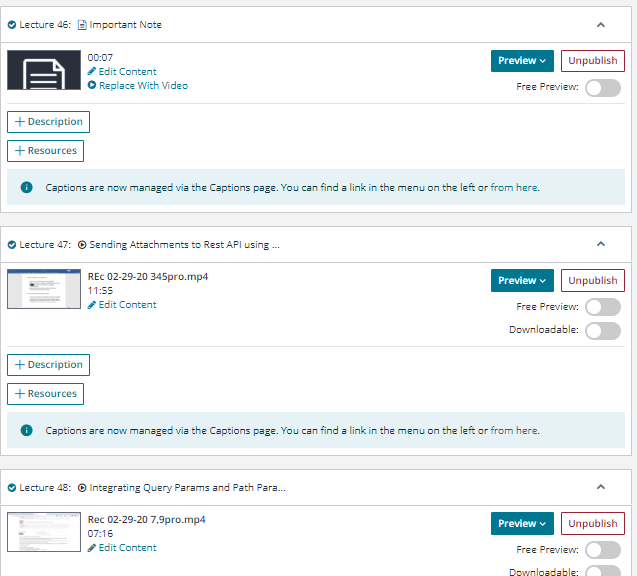 Lecture 46: Important Note
00:07
Edit Content
Replace With Video
Preview
Unpublish
Free Preview:
+ Description
+ Resources
Captions are now managed via the Captions page. You can find a link in the menu on the left or from here.
Lecture 47: Sending Attachments to Rest API using ...
REc 02-29-20 345pro.mp4
11:55
Edit Content
Preview
Unpublish
Free Preview:
Downloadable:
+ Description
+ Resources
Captions are now managed via the Captions page. You can find a link in the menu on the left or from here.
Lecture 48: Integrating Query Params and Path Para...
Rec 02-29-20 7,9pro.mp4
07:16
Edit Content
Preview
Unpublish
Free Preview:
Downloadable: